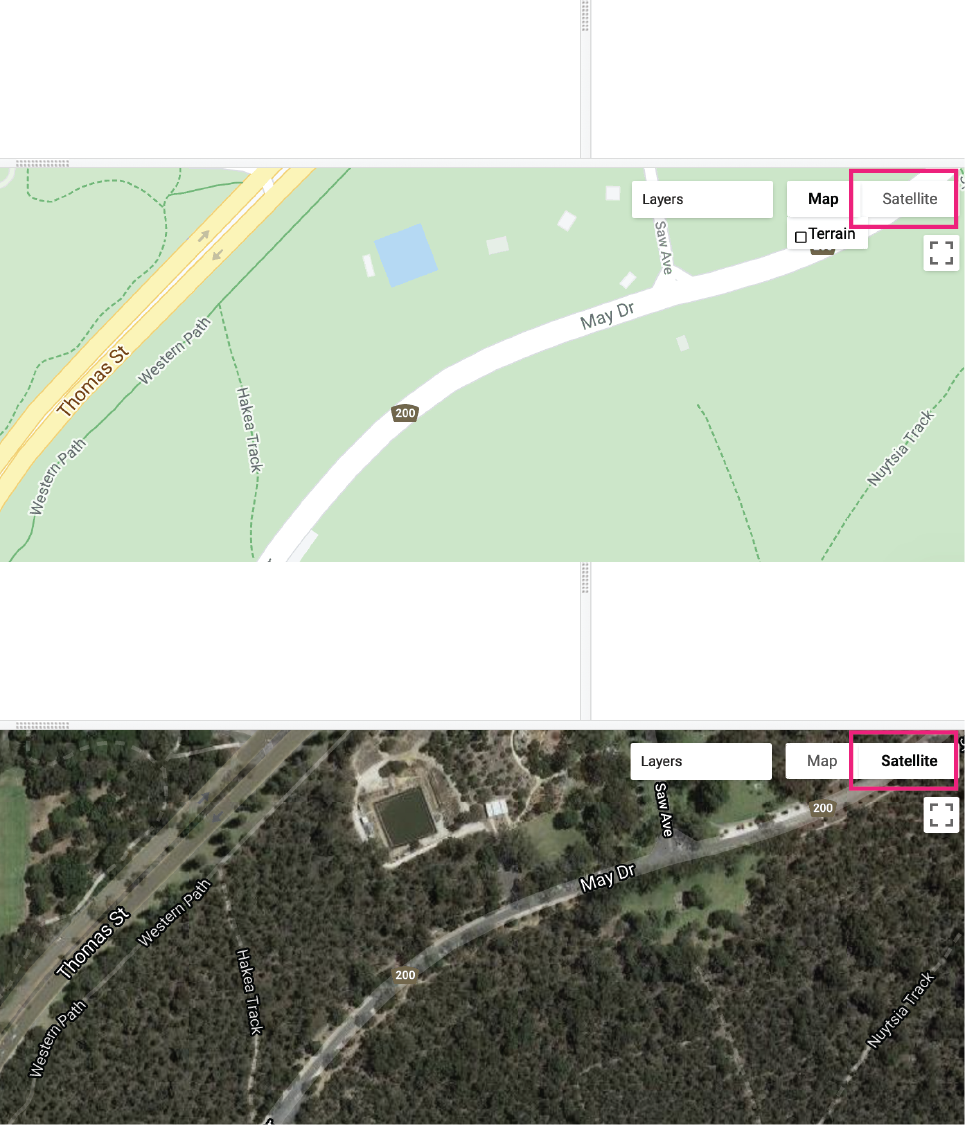 Layers
Map
Satellite
Terrain
Saw Ave
May Dr
Western Path
Thomas St
Hakea Track
200
Western Path
Nuytsia Track
Layers
Map
Satellite
Saw Ave
200
May Dr
Western Path
Thomas St
Hakea Track
200
Western Path
Nuytsia Track